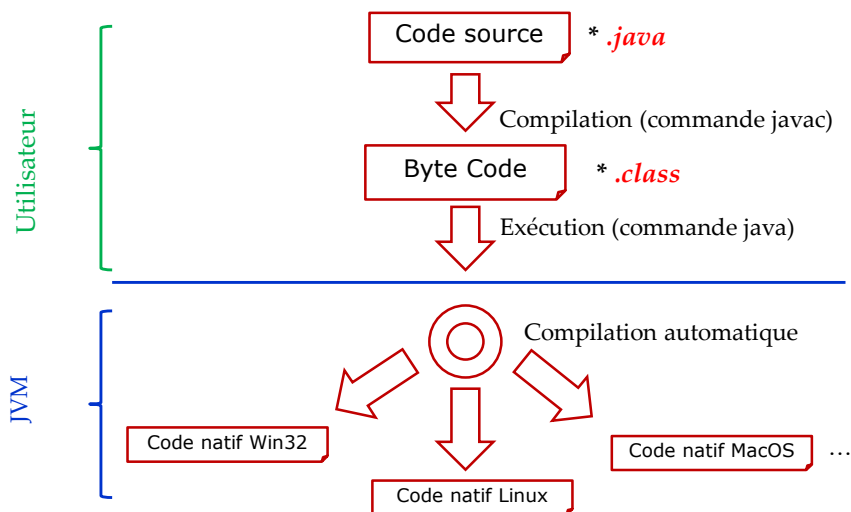 Code source
* .java
Compilation (commande javac)
Utilisateur
Byte Code
* .class
Exécution (commande java)
Compilation automatique
JVM
Code natif Win32
Code natif MacOS
...
Code natif Linux